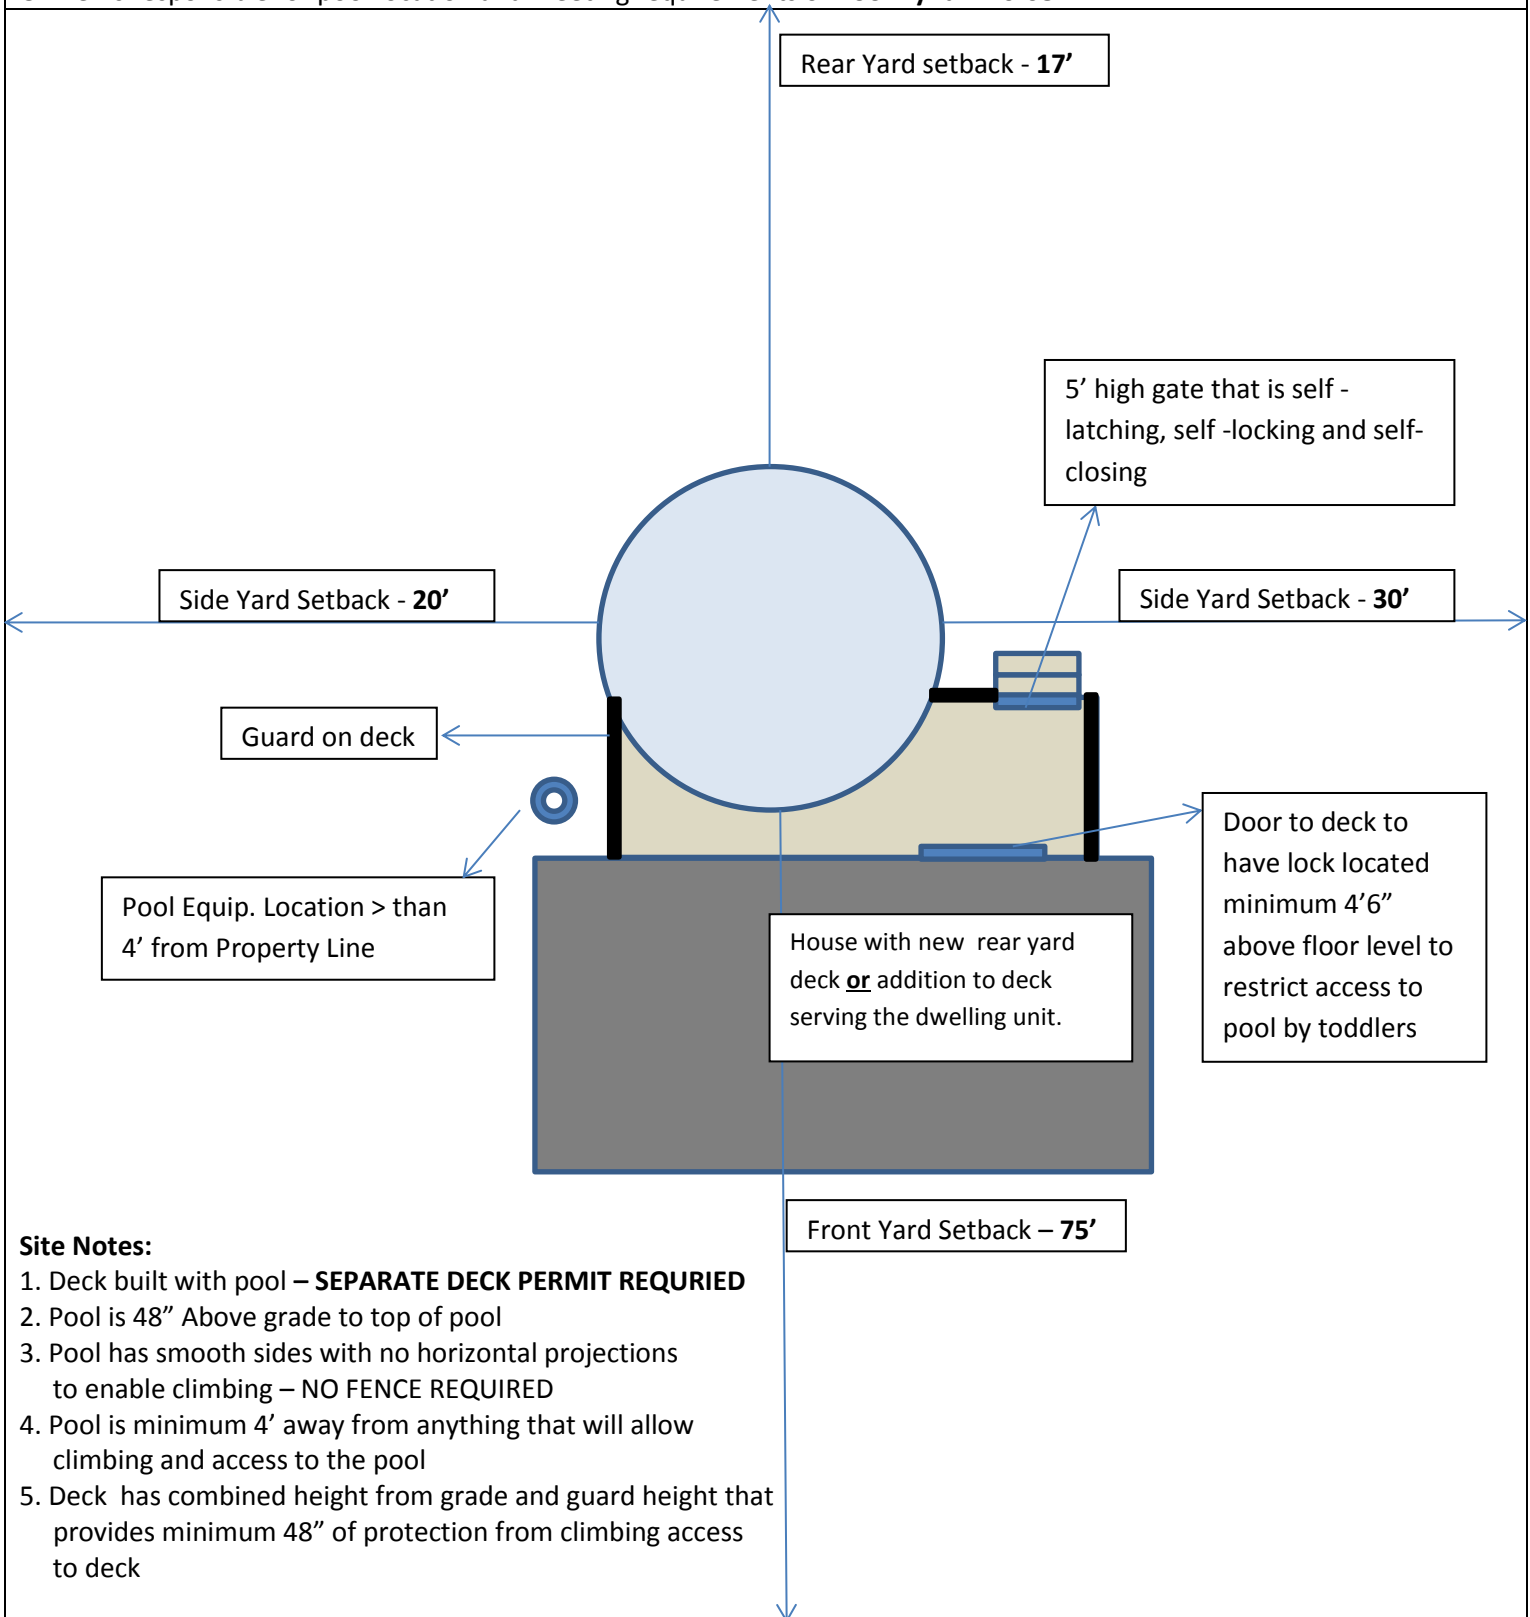 Rear Yard setback - 17’
5’ high gate that is self -
latching, self -locking and self-
closing
Side Yard Setback - 20’
Side Yard Setback - 30’
Guard on deck
Pool Equip. Location > than
4’ from Property Line
Door to deck to
have lock located
minimum 4’6”
above floor level to
restrict access to
pool by toddlers
House with new rear yard
deck or addition to deck
serving the dwelling unit.
Front Yard Setback – 75’
Site Notes:
1. Deck built with pool – SEPARATE DECK PERMIT REQURIED
2. Pool is 48” Above grade to top of pool
3. Pool has smooth sides with no horizontal projections
to enable climbing – NO FENCE REQUIRED
4. Pool is minimum 4’ away from anything that will allow
climbing and access to the pool
5. Deck has combined height from grade and guard height that
provides minimum 48” of protection from climbing access
to deck